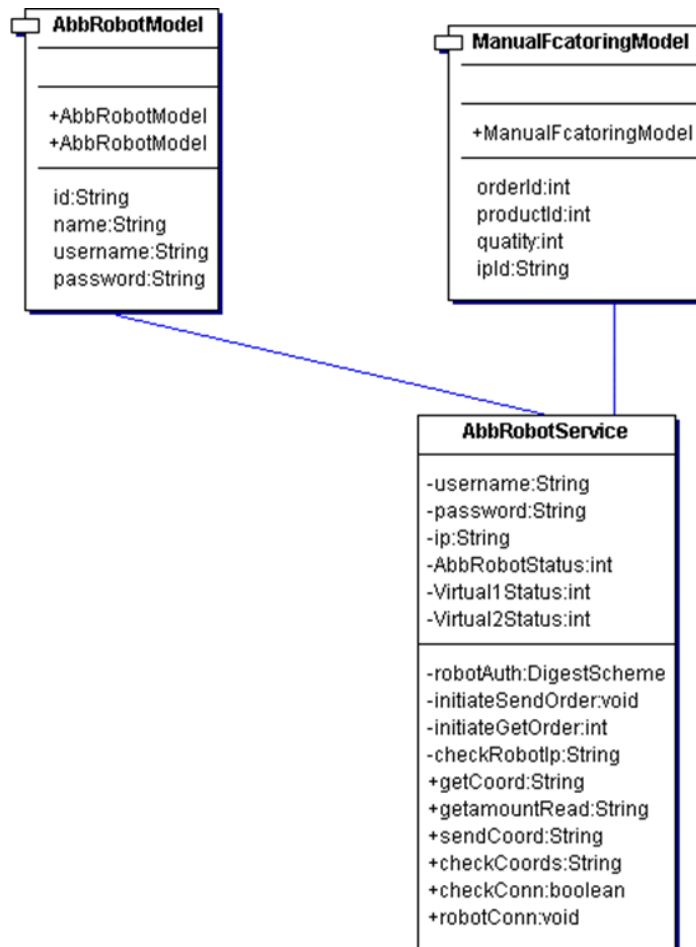 AbbRobotModel
+AbbRobotModel
+AbbRobotModel
id:String
name:String
username:String
password:String
ManualFcatoringModel
+ManualFcatoringModel
orderId:int
productId:int
quatity:int
ipId:String
AbbRobotService
-username:String
-password:String
-ip:String
-AbbRobotStatus:int
-Virtual1Status:int
-Virtual2Status:int
-robotAuth:DigestScheme
-initiateSendOrder:void
-initiateGetOrder:int
-checkRobotIp:String
+getCoord:String
+getamountRead:String
+sendCoord:String
+checkCoords:String
+checkConn:boolean
+robotConn:void